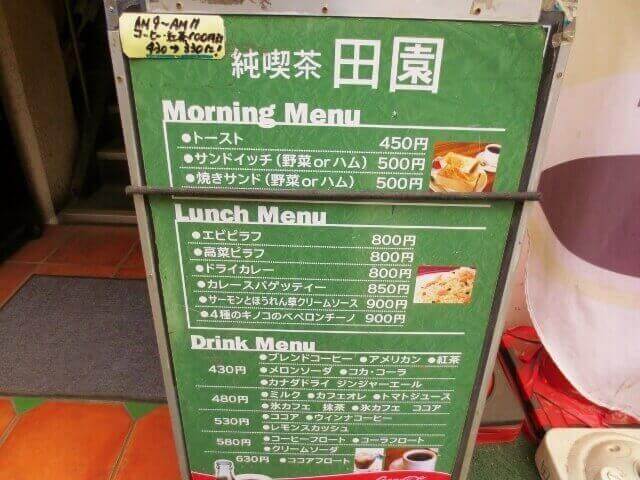 AM9~AM11
コーヒー・紅茶100円引
430→330に!
純喫茶 田園
Morning Menu
●トースト 450円
●サンドイッチ(野菜orハム) 500円
●焼きサンド(野菜orハム) 500円
Lunch Menu
●エビピラフ 800円
●高菜ピラフ 800円
●ドライカレー 800円
●カレースパゲッティー 850円
●サーモンとほうれん草クリームソース 900円
●4種のキノコのペペロンチーノ 900円
Drink Menu
●ブレンドコーヒー ●アメリカン ●紅茶
430円 ●メロンソーダ ●コカ・コーラ
●カナダドライ ジンジャーエール
480円 ●ミルク ●カフェオレ ●トマトジュース
●氷カフェ 抹茶 ●氷カフェ ココア
530円 ●ココア ●ウィンナコーヒー
●レモンスカッシュ
580円 ●コーヒーフロート ●コーラフロート
●クリームソーダ
630円 ●ココアフロート